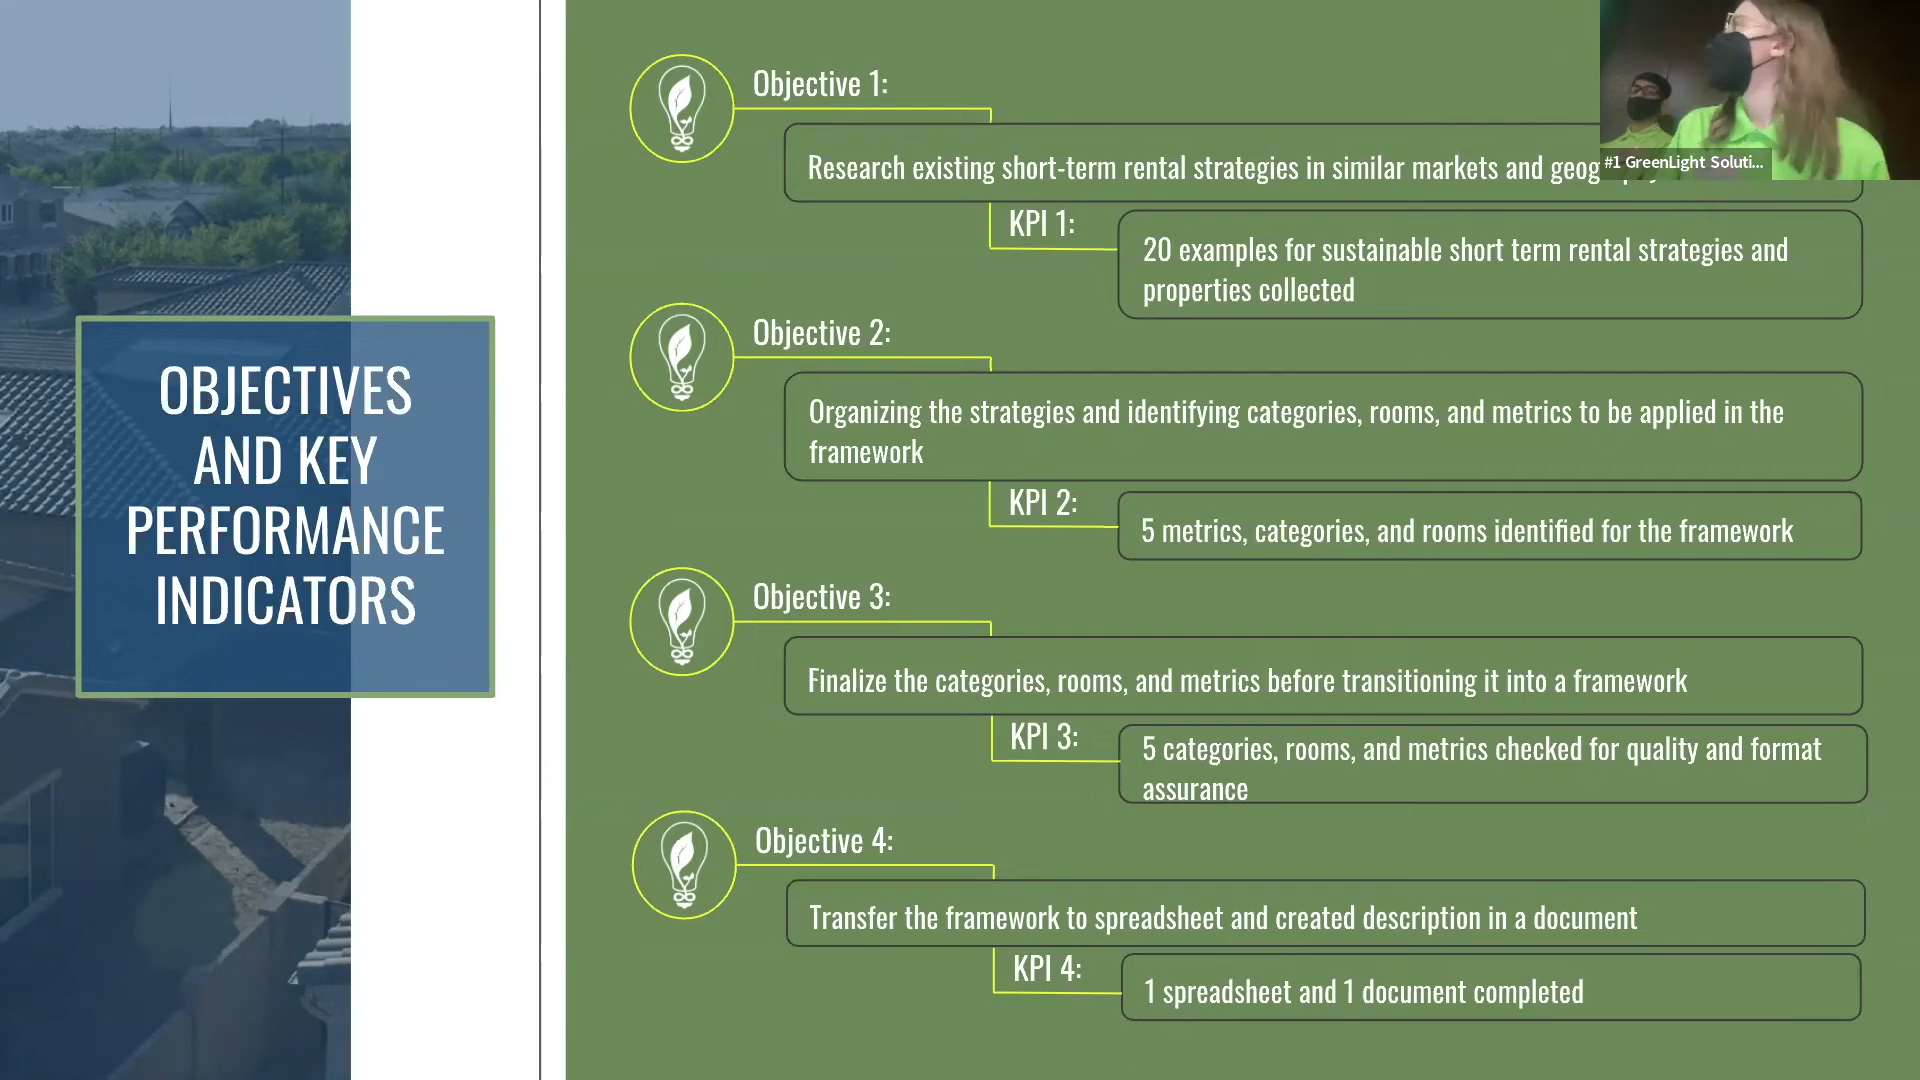 OBJECTIVES
AND KEY
PERFORMANCE
INDICATORS
Objective 1:
Research existing short-term rental strategies in similar markets and
KPI 1:
20 examples for sustainable short term rental strategies and
properties collected
Objective 2:
Organizing the strategies and identifying categories, rooms, and metrics to be applied in the
framework
KPI 2:
5 metrics, categories, and rooms identified for the framework
Objective 3:
Finalize the categories, rooms, and metrics before transitioning it into a framework
KPI 3:
5 categories, rooms, and metrics checked for quality and format
assurance
Objective 4:
Transfer the framework to spreadsheet and created description in a document
KPI 4:
1 spreadsheet and 1 document completed
#1 GreenLight Soluti...